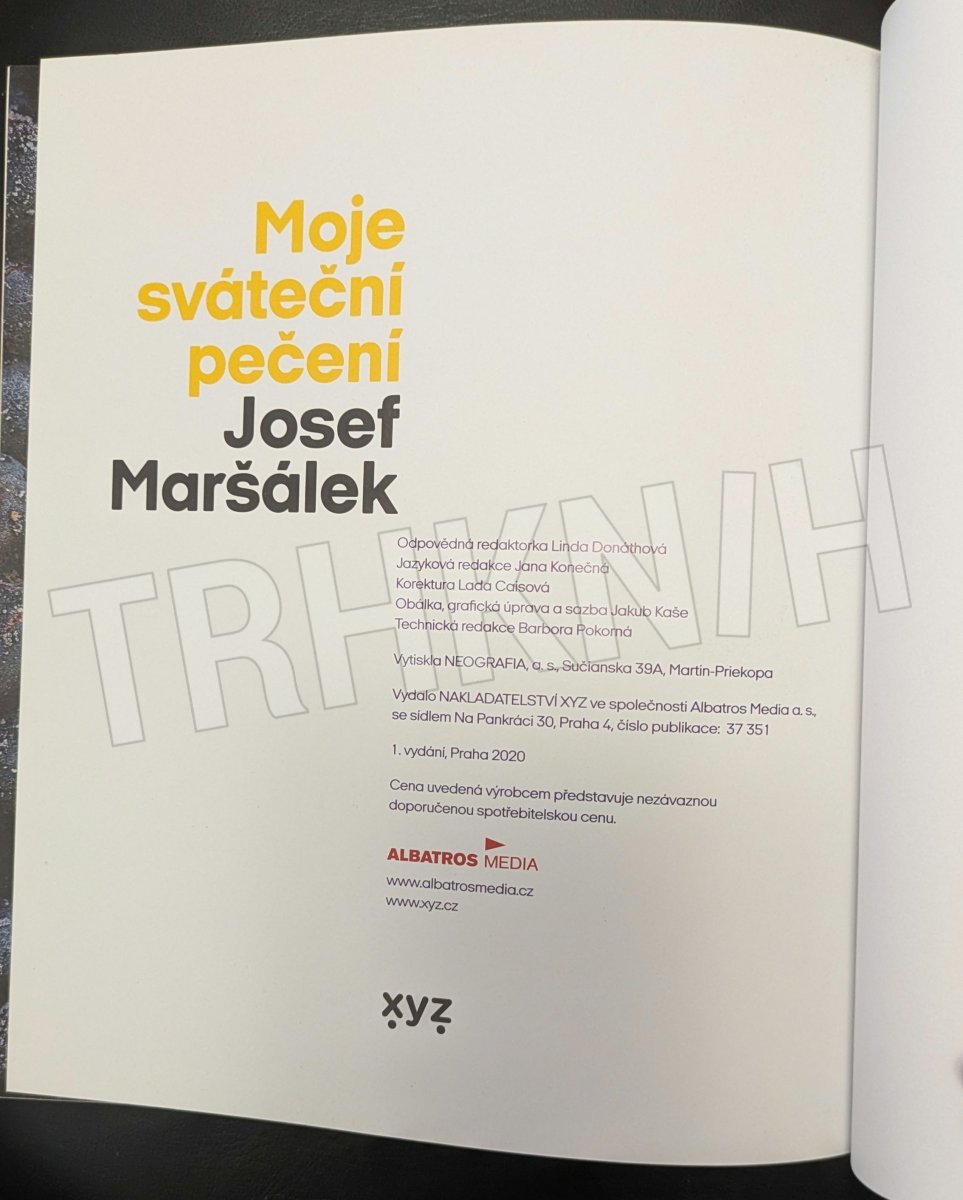 Moje
sváteční
pečení
Josef
Maršálek
TRHKNIH
Odpovědná redaktorka Linda Donáthová
Jazyková redakce Jana Konečná
Korektura Lada Caisová
Obálka, grafická úprava a sazba Jakub Kaše
Technická redakce Barbora Pokorná
Vytiskla NEOGRAFIA, a. s., Sučianska 39A, Martin-Priekopa
Vydalo NAKLADATELSTVÍ XYZ ve společnosti Albatros Media a. s.,
se sídlem Na Pankráci 30, Praha 4, číslo publikace: 37 351
1. vydání, Praha 2020
Cena uvedená výrobcem představuje nezávaznou
doporučenou spotřebitelskou cenu.
ALBATROS MEDIA
www.albatrosmedia.cz
www.xyz.cz
xyz